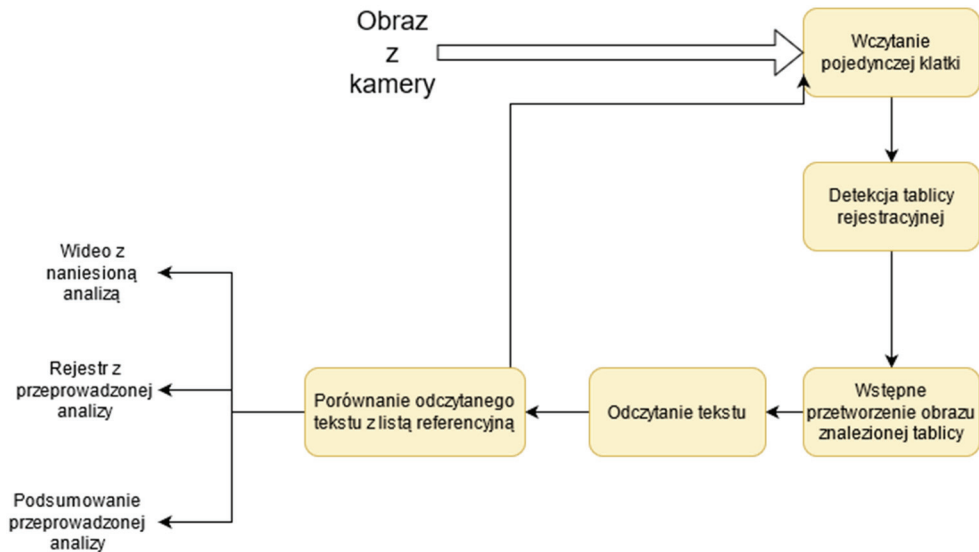 Obraz
z
kamery
Wczytanie
pojedynczej klatki
Detekcja tablicy
rejestracyjnej
Wstępne
przetworzenie obrazu
znalezionej tablicy
Odczytanie tekstu
Porównanie odczytanego
tekstu z listą referencyjną
Wideo z
naniesioną
analizą
Rejestr z
przeprowadzonej
analizy
Podsumowanie
przeprowadzonej
analizy